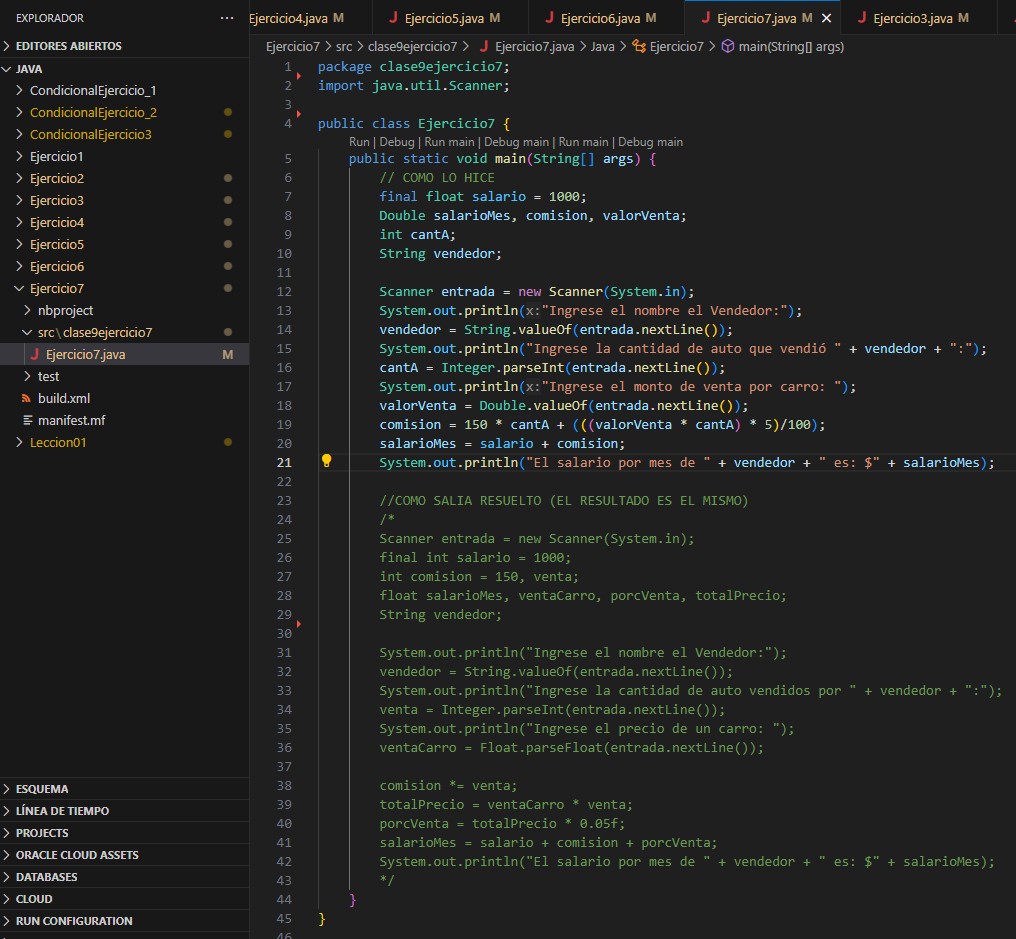 EXPLORADOR ···
EDITORES ABIERTOS
JAVA
CondicionalEjercicio_1
CondicionalEjercicio_2
CondicionalEjercicio3
Ejercicio1
Ejercicio2
Ejercicio3
Ejercicio4
Ejercicio5
Ejercicio6
Ejercicio7
nbproject
src\clase9ejercicio7
Ejercicio7.java M
test
build.xml
manifest.mf
Leccion01
ESQUEMA
LÍNEA DE TIEMPO
PROJECTS
ORACLE CLOUD ASSETS
DATABASES
CLOUD
RUN CONFIGURATION
Ejercicio4.java M J Ejercicio5.java M J Ejercicio6.java M J Ejercicio7.java M × J Ejercicio3.java M
Ejercicio7 > src > clase9ejercicio7 > J Ejercicio7.java > Java > Ejercicio7 > main(String[] args)
1 package clase9ejercicio7;
2 import java.util.Scanner;
3
4 public class Ejercicio7 {
Run | Debug | Run main | Debug main | Run main | Debug main
5 public static void main(String[] args) {
6 // COMO LO HICE
7 final float salario = 1000;
8 Double salarioMes, comision, valorVenta;
9 int cantA;
10 String vendedor;
11
12 Scanner entrada = new Scanner(System.in);
13 System.out.println(x:"Ingrese el nombre el Vendedor:");
14 vendedor = String.valueOf(entrada.nextLine());
15 System.out.println("Ingrese la cantidad de auto que vendió " + vendedor + ":");
16 cantA = Integer.parseInt(entrada.nextLine());
17 System.out.println(x:"Ingrese el monto de venta por carro: ");
18 valorVenta = Double.valueOf(entrada.nextLine());
19 comision = 150 * cantA + (((valorVenta * cantA) * 5)/100);
20 salarioMes = salario + comision;
21 System.out.println("El salario por mes de " + vendedor + " es: $" + salarioMes);
22
23 //COMO SALIA RESUELTO (EL RESULTADO ES EL MISMO)
24 /*
25 Scanner entrada = new Scanner(System.in);
26 final int salario = 1000;
27 int comision = 150, venta;
28 float salarioMes, ventaCarro, porcVenta, totalPrecio;
29 String vendedor;
30
31 System.out.println("Ingrese el nombre el Vendedor:");
32 vendedor = String.valueOf(entrada.nextLine());
33 System.out.println("Ingrese la cantidad de auto vendidos por " + vendedor + ":");
34 venta = Integer.parseInt(entrada.nextLine());
35 System.out.println("Ingrese el precio de un carro: ");
36 ventaCarro = Float.parseFloat(entrada.nextLine());
37
38 comision *= venta;
39 totalPrecio = ventaCarro * venta;
40 porcVenta = totalPrecio * 0.05f;
41 salarioMes = salario + comision + porcVenta;
42 System.out.println("El salario por mes de " + vendedor + " es: $" + salarioMes);
43 */
44 }
45 }
46